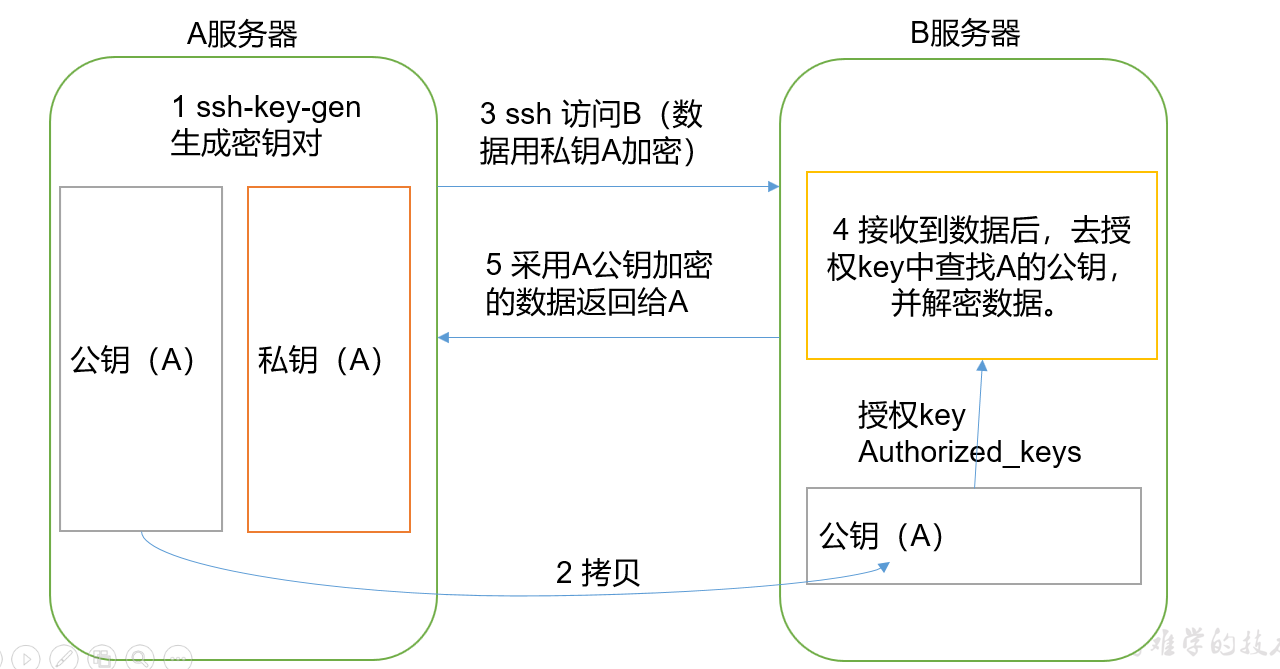 A服务器
B服务器
1 ssh-key-gen
生成密钥对
3 ssh 访问B（数
据用私钥A加密）
4 接收到数据后，去授
权key中查找A的公钥，
并解密数据。
5 采用A公钥加密
的数据返回给A
公钥（A）
私钥（A）
授权key
Authorized_keys
公钥（A）
2 拷贝
难学的技